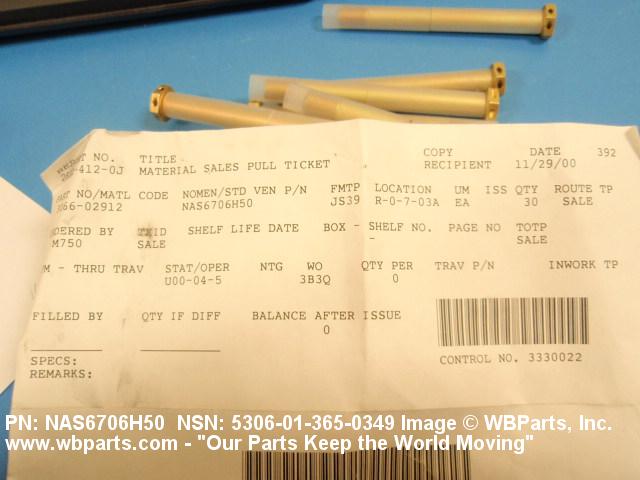 PART NO. TITLE COPY DATE 392
-412-0J MATERIAL SALES PULL TICKET RECIPIENT 11/29/00
PART NO/MATL CODE NOMEN/STD VEN P/N FMTP LOCATION UM ISS QTY ROUTE TP
066-02912 NAS6706H50 JS39 R-0-7-03A EA 30 SALE
DERED BY SHELF LIFE DATE BOX - SHELF NO. PAGE NO TOTP
M750 SALE - SALE
M - THRU TRAV STAT/OPER NTG WO QTY PER TRAV P/N INWORK TP
U00-04-5 3B3Q 0
FILLED BY QTY IF DIFF BALANCE AFTER ISSUE
0
CONTROL NO. 3330022
SPECS:
REMARKS:
PN: NAS6706H50 NSN: 5306-01-365-0349 Image © WBParts, Inc.
www.wbparts.com - "Our Parts Keep the World Moving"